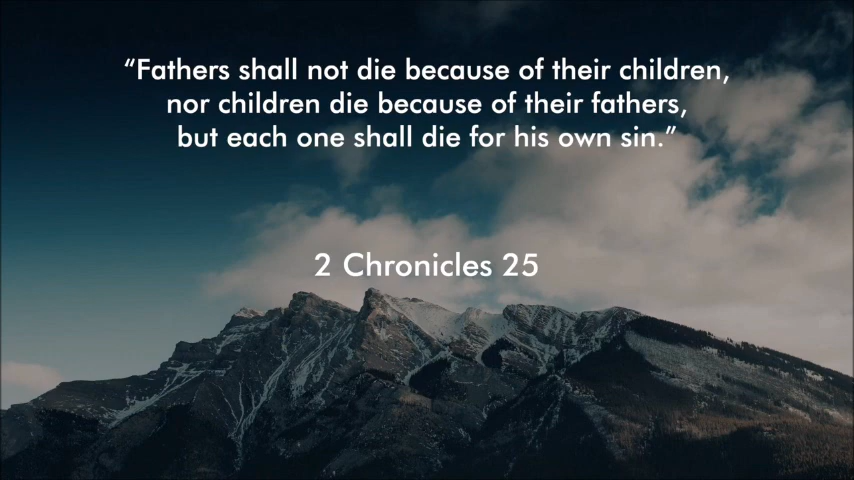 “Fathers shall not die because of their children,
nor children die because of their fathers,
but each one shall die for his own sin.”
2 Chronicles 25